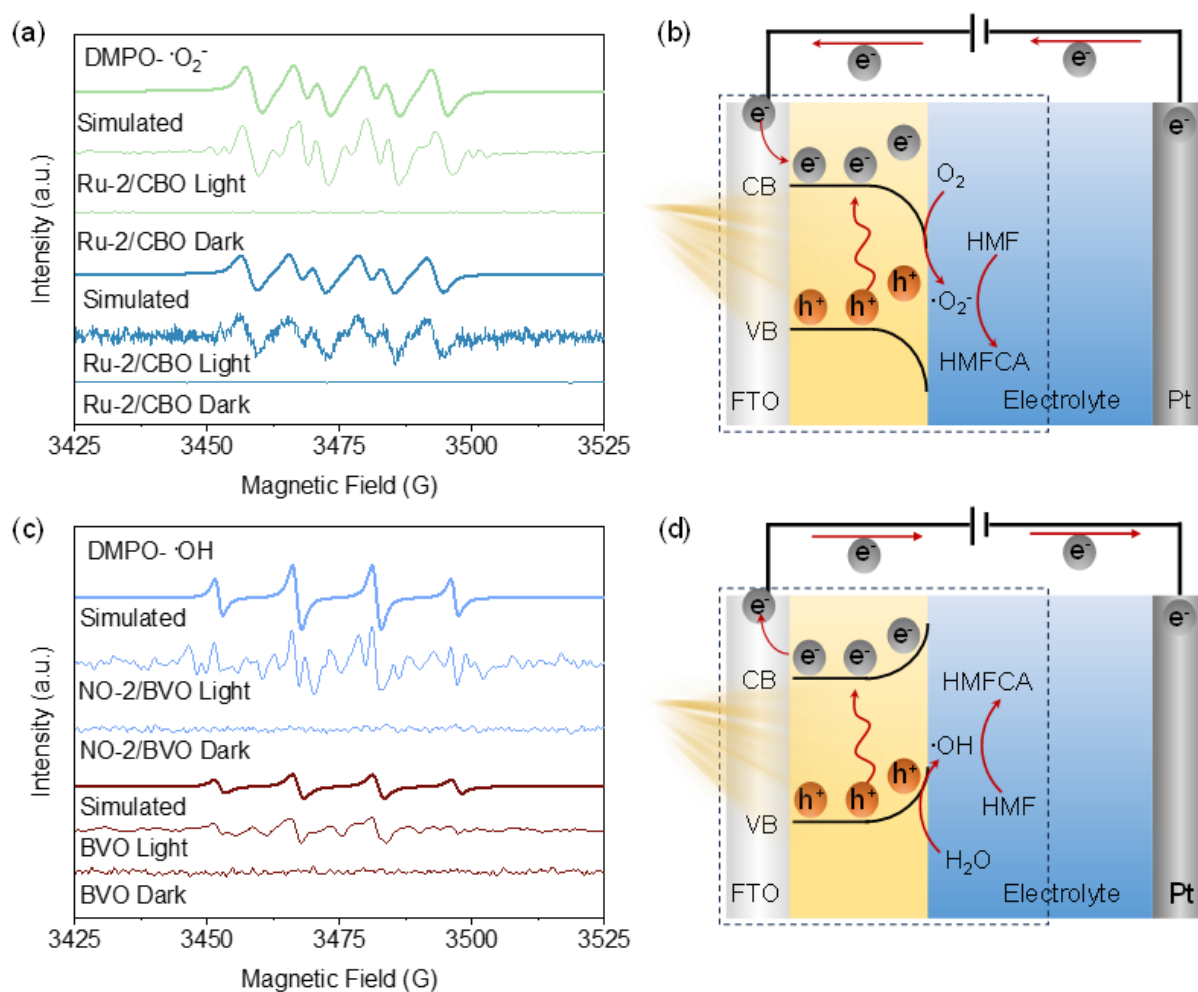 (a)
DMPO- ·O₂⁻
Simulated
Ru-2/CBO Light
Ru-2/CBO Dark
Simulated
Ru-2/CBO Light
Ru-2/CBO Dark
Intensity (a.u.)
3425 3450 3475 3500 3525
Magnetic Field (G)
(b)
e⁻ e⁻
e⁻ e⁻
e⁻ e⁻ e⁻
CB
O₂
HMF
h⁺ h⁺ h⁺
·O₂⁻
VB
HMFCA
FTO Electrolyte Pt
(c)
DMPO- ·OH
Simulated
NO-2/BVO Light
NO-2/BVO Dark
Simulated
BVO Light
BVO Dark
Intensity (a.u.)
3425 3450 3475 3500 3525
Magnetic Field (G)
(d)
e⁻ e⁻
e⁻ e⁻
e⁻ e⁻ e⁻
CB
HMFCA
·OH
h⁺ h⁺ h⁺
HMF
VB
H₂O
FTO Electrolyte Pt